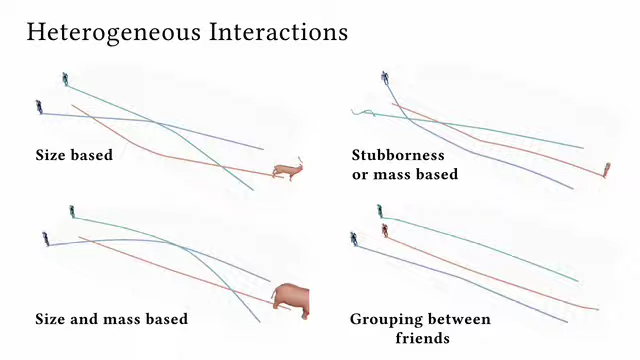 Heterogeneous Interactions
Size based
Stubborness
or mass based
Size and mass based
Grouping between
friends